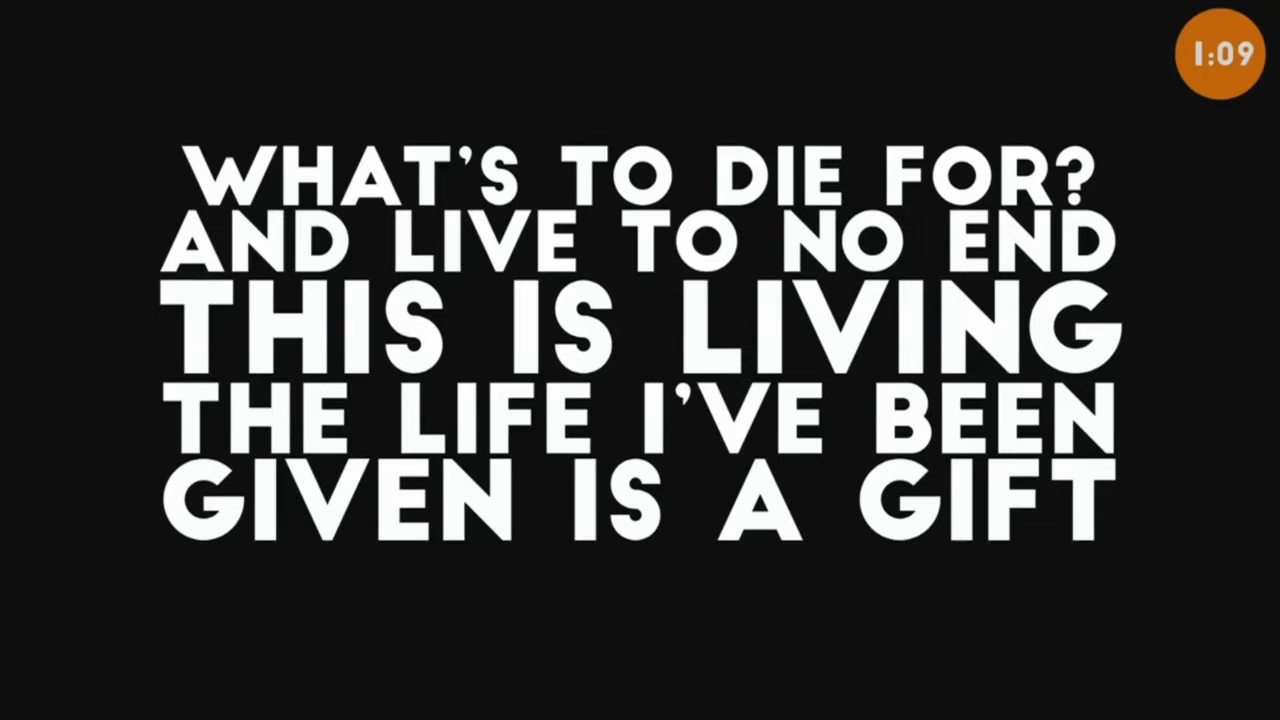 1:09
WHAT'S TO DIE FOR?
AND LIVE TO NO END
THIS IS LIVING
THE LIFE I'VE BEEN
GIVEN IS A GIFT